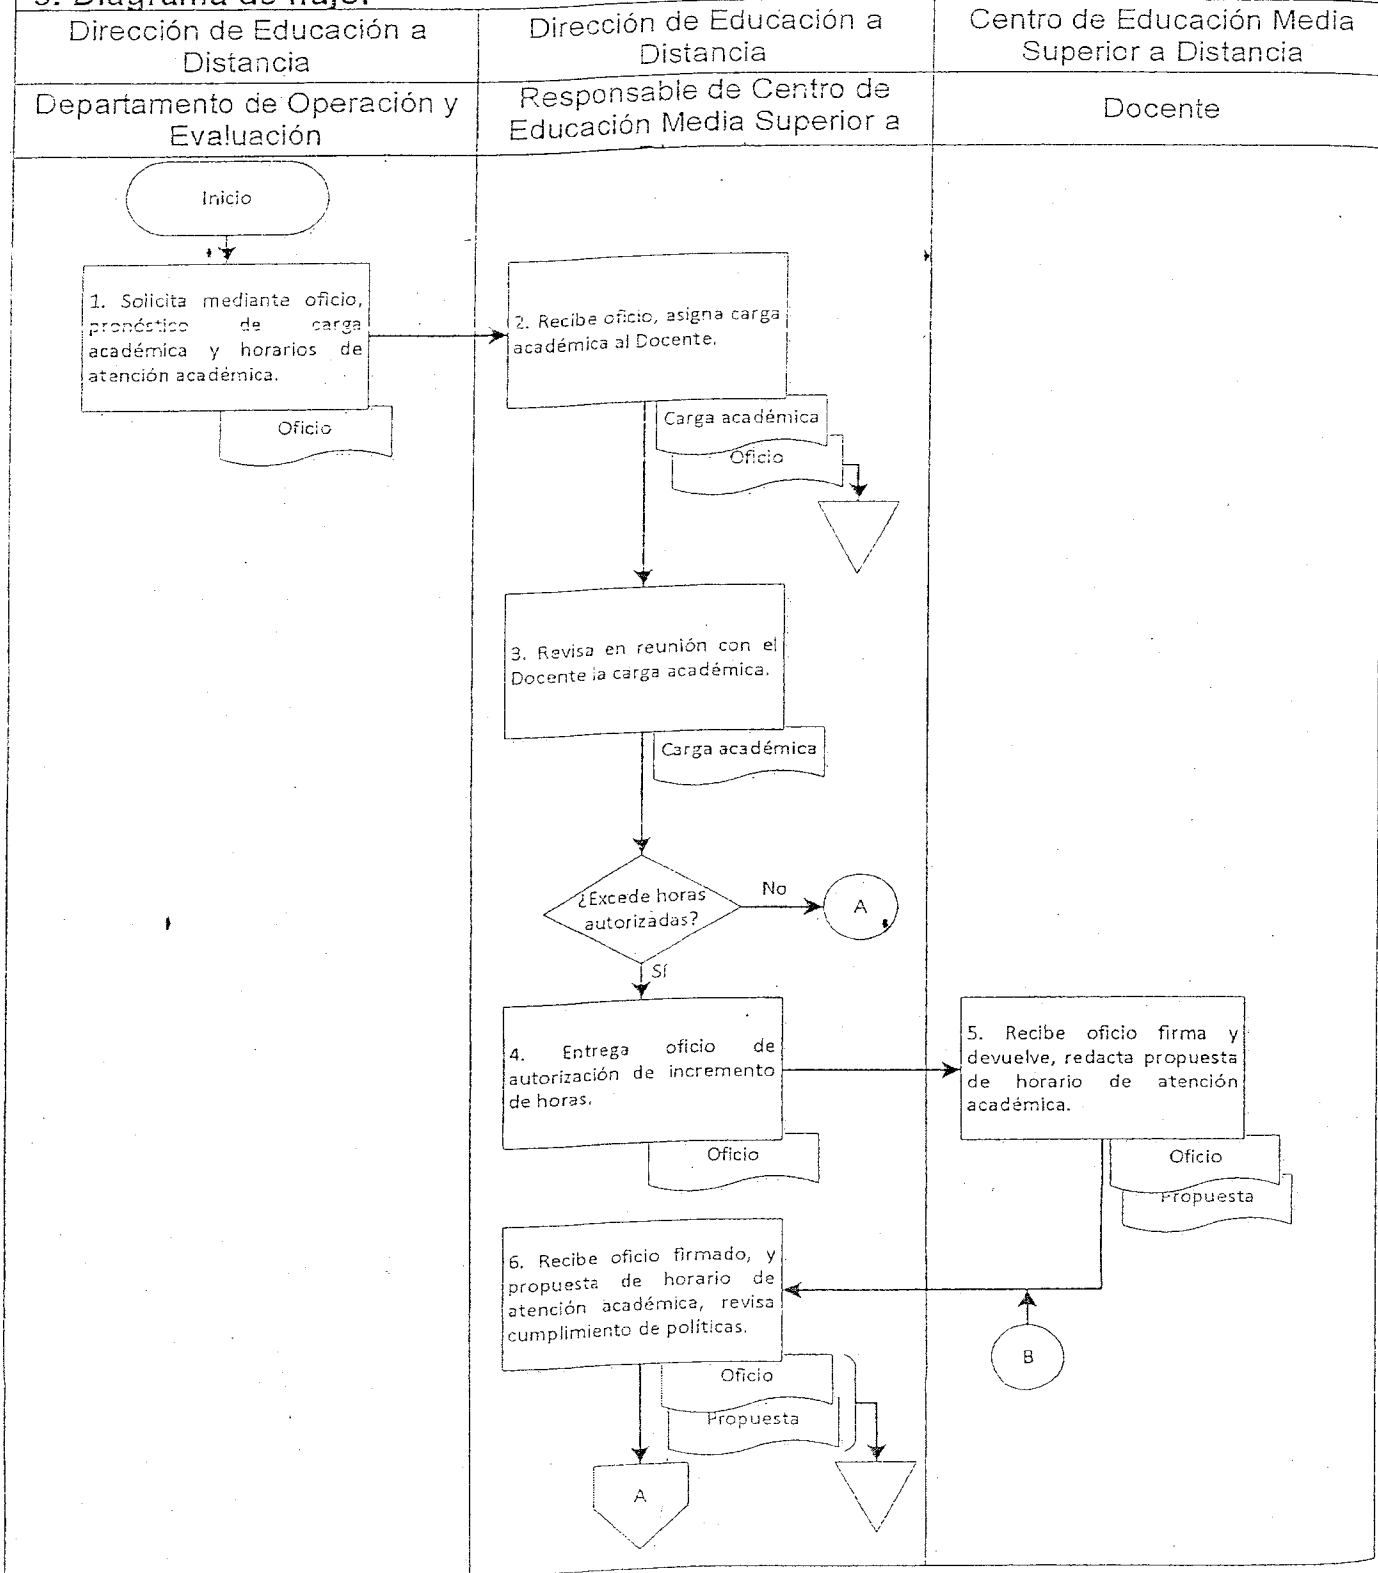 5. Diagrama de flujo.
Dirección de Educación a
Distancia
Dirección de Educación a
Distancia
Centro de Educación Media
Superior a Distancia
Departamento de Operación y
Evaluación
Responsable de Centro de
Educación Media Superior a
Docente
Inicio
1. Solicita mediante oficio,
pronóstico de carga
académica y horarios de
atención académica.
Oficio
2. Recibe oficio, asigna carga
académica al Docente.
Carga académica
Oficio
3. Revisa en reunión con el
Docente la carga académica.
Carga académica
¿Excede horas
autorizadas?
No
A
Sí
4. Entrega oficio de
autorización de incremento
de horas.
Oficio
5. Recibe oficio firma y
devuelve, redacta propuesta
de horario de atención
académica.
Oficio
Propuesta
6. Recibe oficio firmado, y
propuesta de horario de
atención académica, revisa
cumplimiento de políticas.
Oficio
Propuesta
B
A